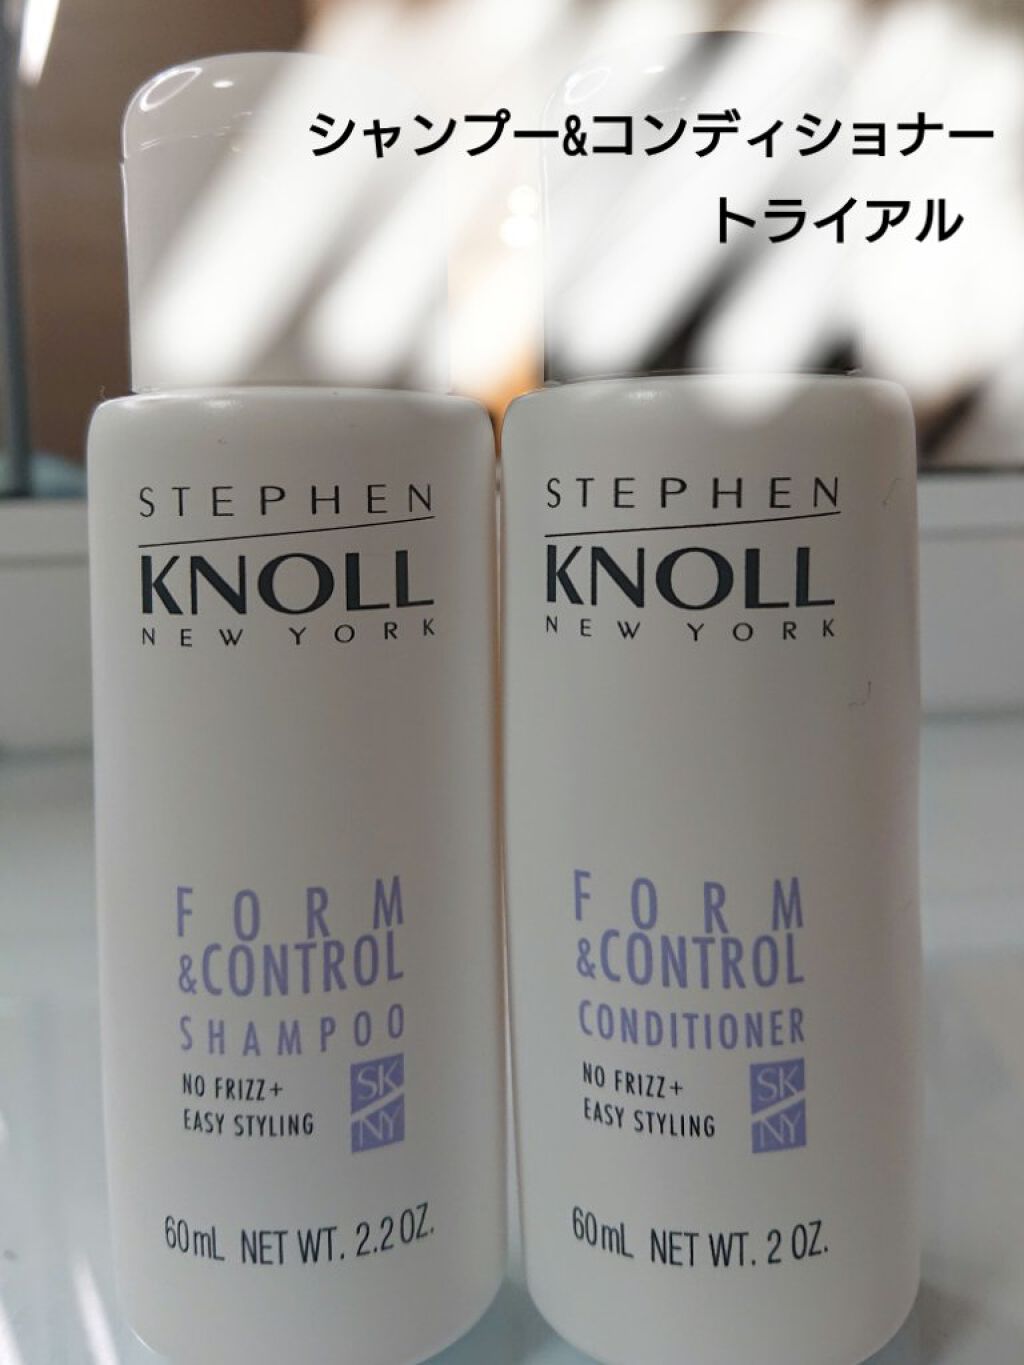 シャンプー&コンディショナー
トライアル
STEPHEN
KNOLL
NEW YORK
FORM
&CONTROL
SHAMPOO
NO FRIZZ+
EASY STYLING
SK
NY
60mL NET WT. 2.2 OZ.
STEPHEN
KNOLL
NEW YORK
FORM
&CONTROL
CONDITIONER
NO FRIZZ+
EASY STYLING
SK
NY
60mL NET WT. 2 OZ.